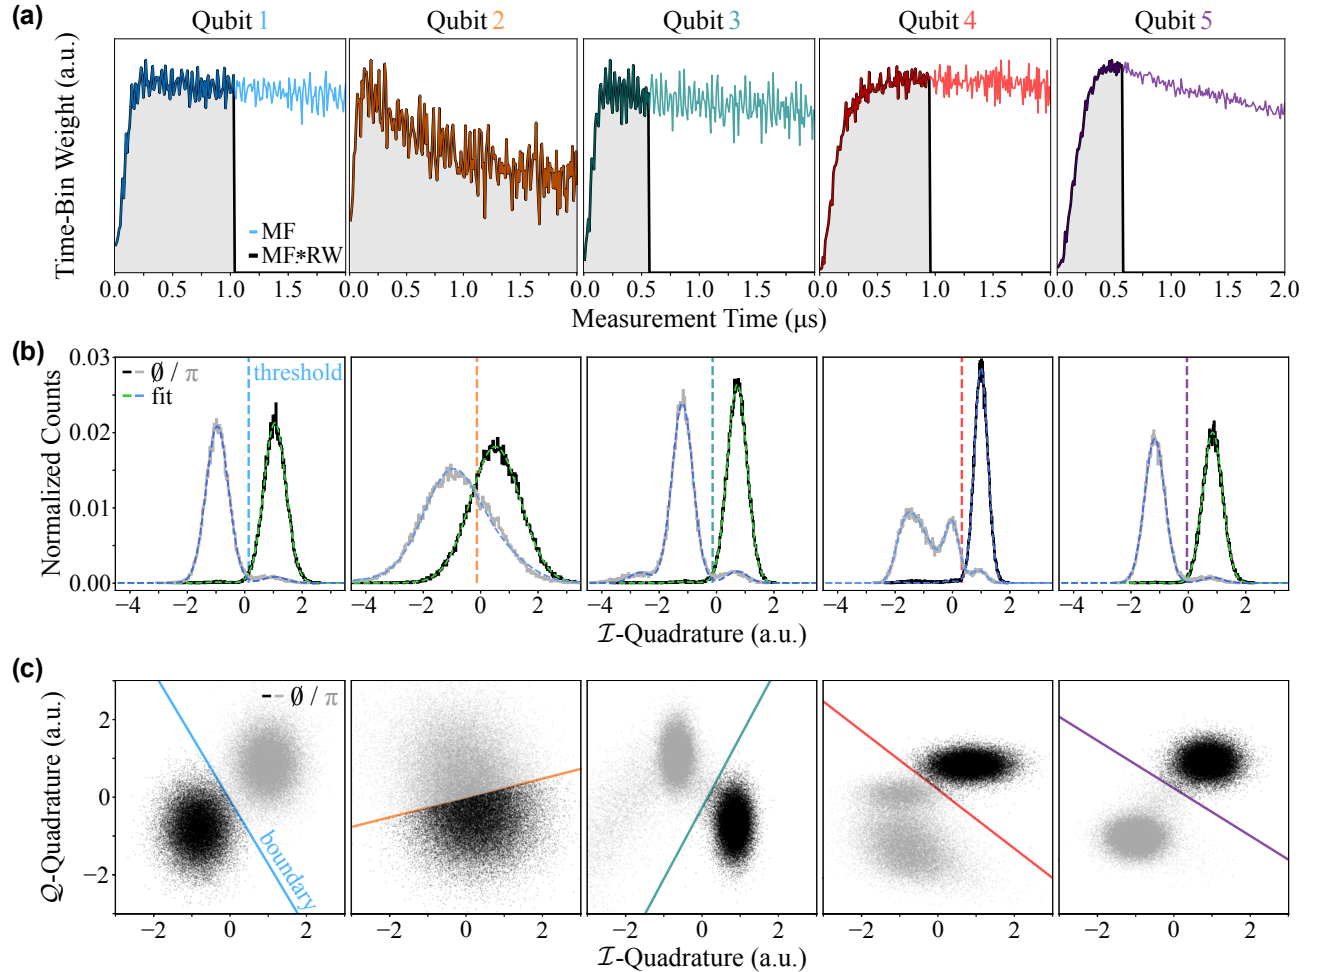 (a)
Qubit 1 Qubit 2 Qubit 3 Qubit 4 Qubit 5
Time-Bin Weight (a.u.)
MF
MF*RW
0.0 0.5 1.0 1.5 0.0 0.5 1.0 1.5 0.0 0.5 1.0 1.5 0.0 0.5 1.0 1.5 0.0 0.5 1.0 1.5 2.0
Measurement Time (μs)
(b)
Normalized Counts
0.03
0.02
0.01
0.00
Ø / π
fit
threshold
−4 −2 0 2 −4 −2 0 2 −4 −2 0 2 −4 −2 0 2 −4 −2 0 2
ℐ-Quadrature (a.u.)
(c)
𝒬-Quadrature (a.u.)
2
0
−2
Ø / π
boundary
−2 0 2 −2 0 2 −2 0 2 −2 0 2 −2 0 2
ℐ-Quadrature (a.u.)